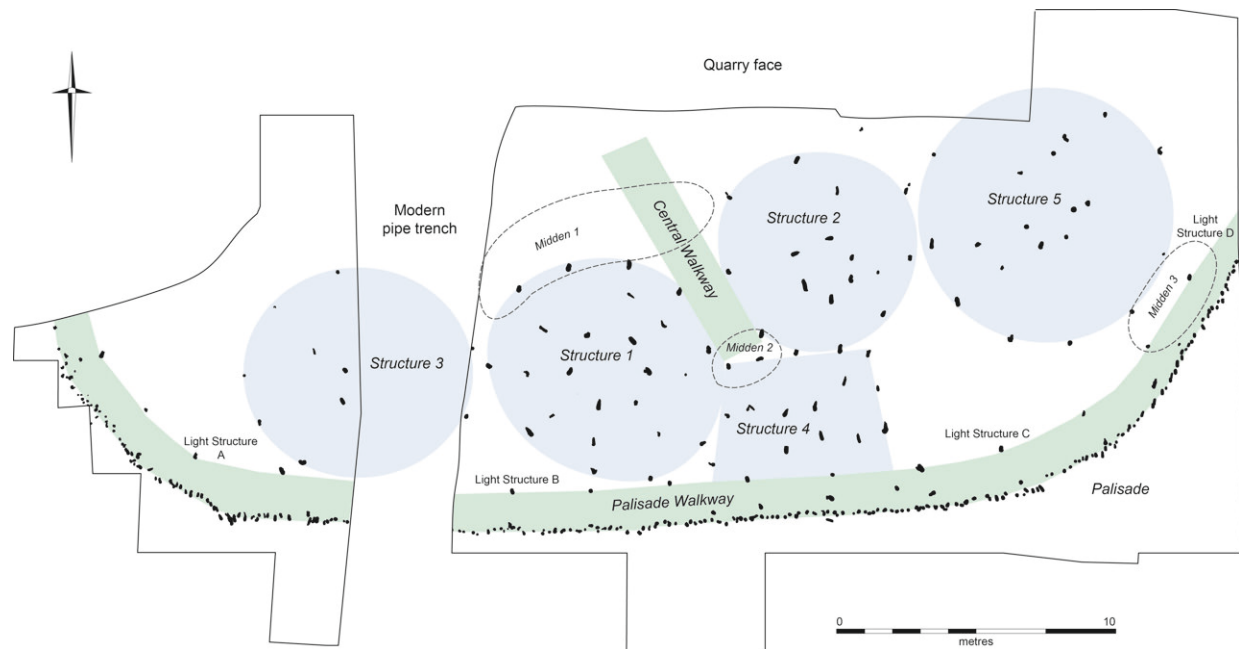 Quarry face
Modern
pipe trench
Midden 1
Central Walkway
Structure 2
Structure 5
Light
Structure D
Midden 3
Structure 3
Structure 1
Midden 2
Structure 4
Light Structure
A
Light Structure B
Light Structure C
Palisade Walkway
Palisade
0
10
metres